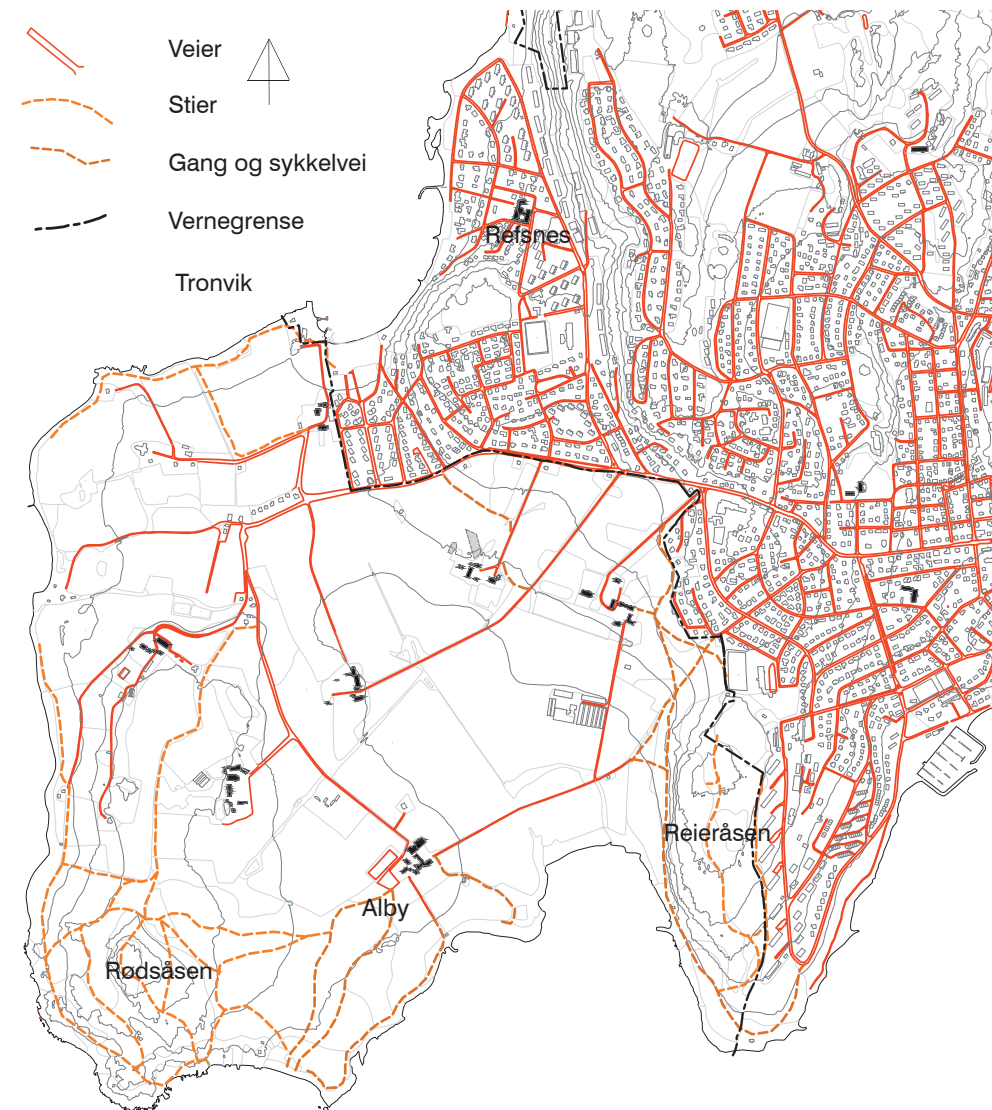 Veier
Stier
Gang og sykkelvei
Vernegrense
Tronvik
Refsnes
Reieråsen
Alby
Rødsåsen